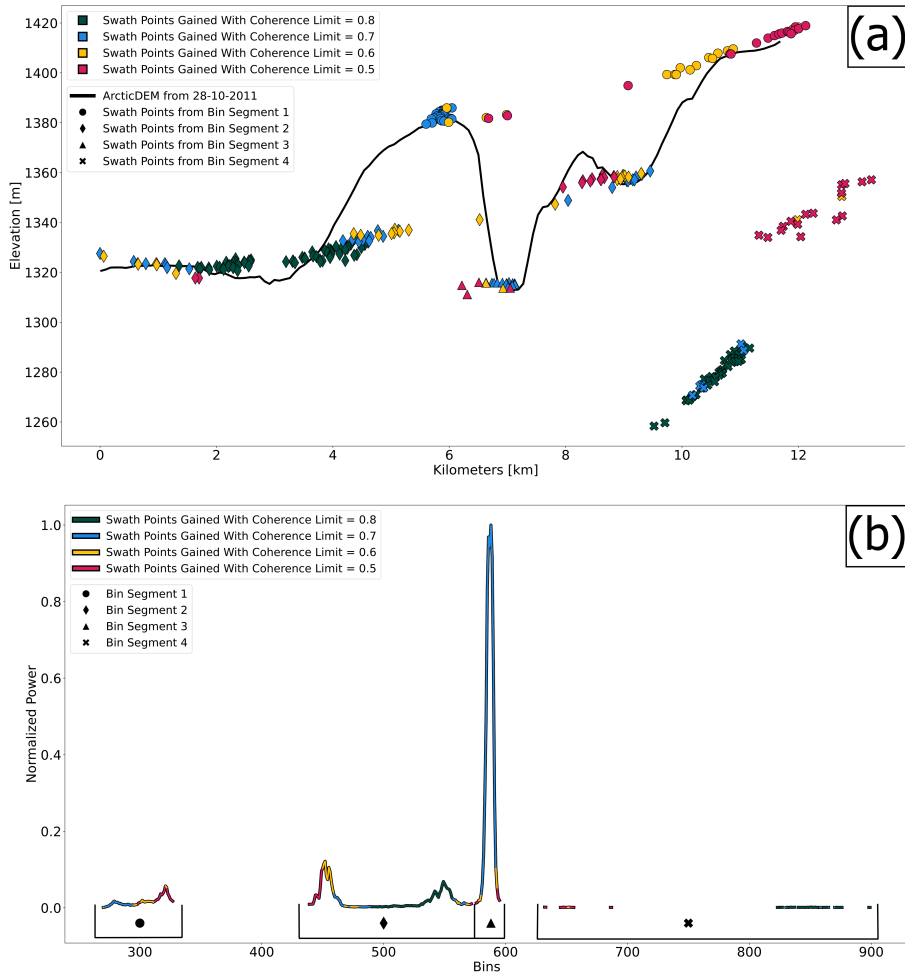 (a)
Swath Points Gained With Coherence Limit = 0.8
Swath Points Gained With Coherence Limit = 0.7
Swath Points Gained With Coherence Limit = 0.6
Swath Points Gained With Coherence Limit = 0.5
ArcticDEM from 28-10-2011
Swath Points from Bin Segment 1
Swath Points from Bin Segment 2
Swath Points from Bin Segment 3
Swath Points from Bin Segment 4
Elevation [m]
1420
1400
1380
1360
1340
1320
1300
1280
1260
0 2 4 6 8 10 12
Kilometers [km]
(b)
Swath Points Gained With Coherence Limit = 0.8
Swath Points Gained With Coherence Limit = 0.7
Swath Points Gained With Coherence Limit = 0.6
Swath Points Gained With Coherence Limit = 0.5
Bin Segment 1
Bin Segment 2
Bin Segment 3
Bin Segment 4
Normalized Power
1.0
0.8
0.6
0.4
0.2
0.0
300 400 500 600 700 800 900
Bins